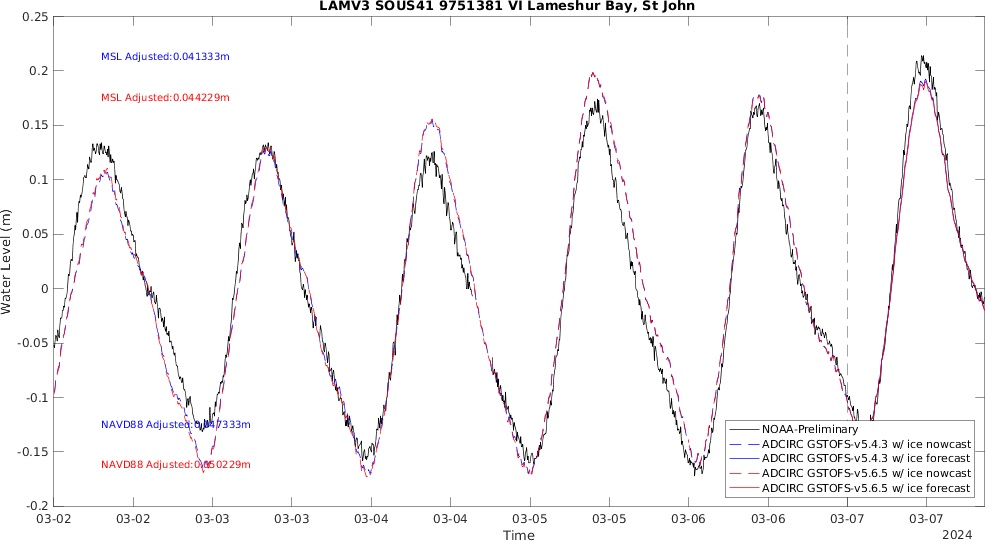 LAMV3 SOUS41 9751381 VI Lameshur Bay, St John
0.25
0.2
0.15
0.1
0.05
0
-0.05
-0.1
-0.15
-0.2
Water Level (m)
MSL Adjusted:0.041333m
MSL Adjusted:0.044229m
NAVD88 Adjusted:0.047333m
NAVD88 Adjusted:0.050229m
NOAA-Preliminary
ADCIRC GSTOFS-v5.4.3 w/ ice nowcast
ADCIRC GSTOFS-v5.4.3 w/ ice forecast
ADCIRC GSTOFS-v5.6.5 w/ ice nowcast
ADCIRC GSTOFS-v5.6.5 w/ ice forecast
03-02 03-02 03-03 03-03 03-04 03-04 03-05 03-05 03-06 03-06 03-07 03-07
Time
2024